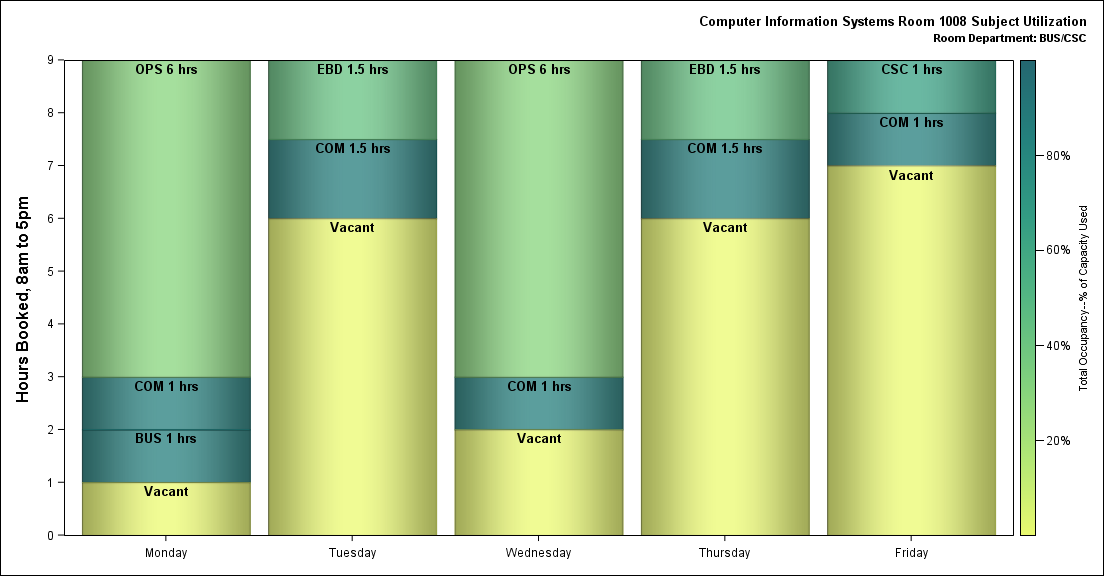 Computer Information Systems Room 1008 Subject Utilization
Room Department: BUS/CSC
Hours Booked, 8am to 5pm
9
8
7
6
5
4
3
2
1
0
OPS 6 hrs
COM 1 hrs
BUS 1 hrs
Vacant
EBD 1.5 hrs
COM 1.5 hrs
Vacant
OPS 6 hrs
COM 1 hrs
Vacant
EBD 1.5 hrs
COM 1.5 hrs
Vacant
CSC 1 hrs
COM 1 hrs
Vacant
Monday
Tuesday
Wednesday
Thursday
Friday
80%
60%
40%
20%
Total Occupancy--% of Capacity Used